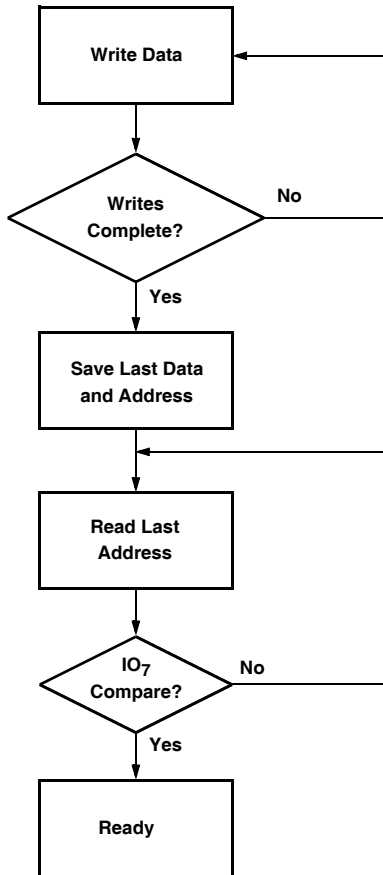 Write Data
Writes
Complete?
No
Yes
Save Last Data
and Address
Read Last
Address
IO7
Compare?
No
Yes
Ready